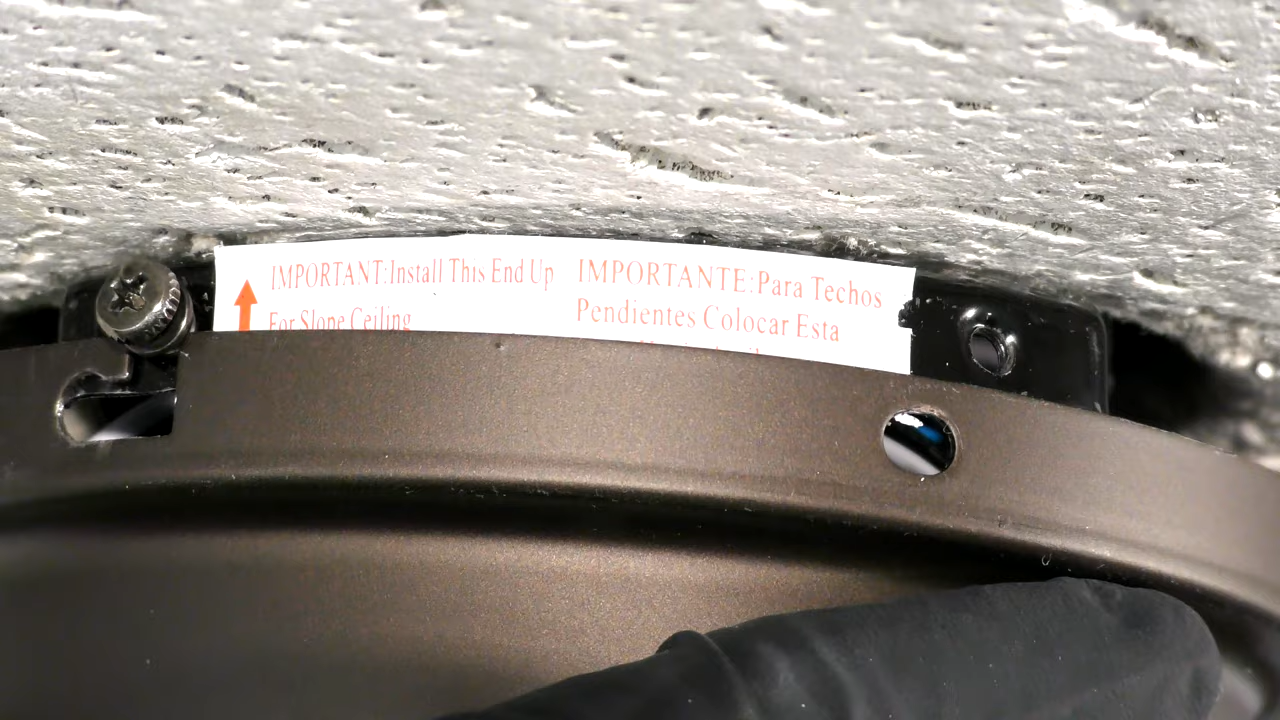 IMPORTANT:Install This End Up
For Slope Ceiling
IMPORTANTE:Para Techos
Pendientes Colocar Esta